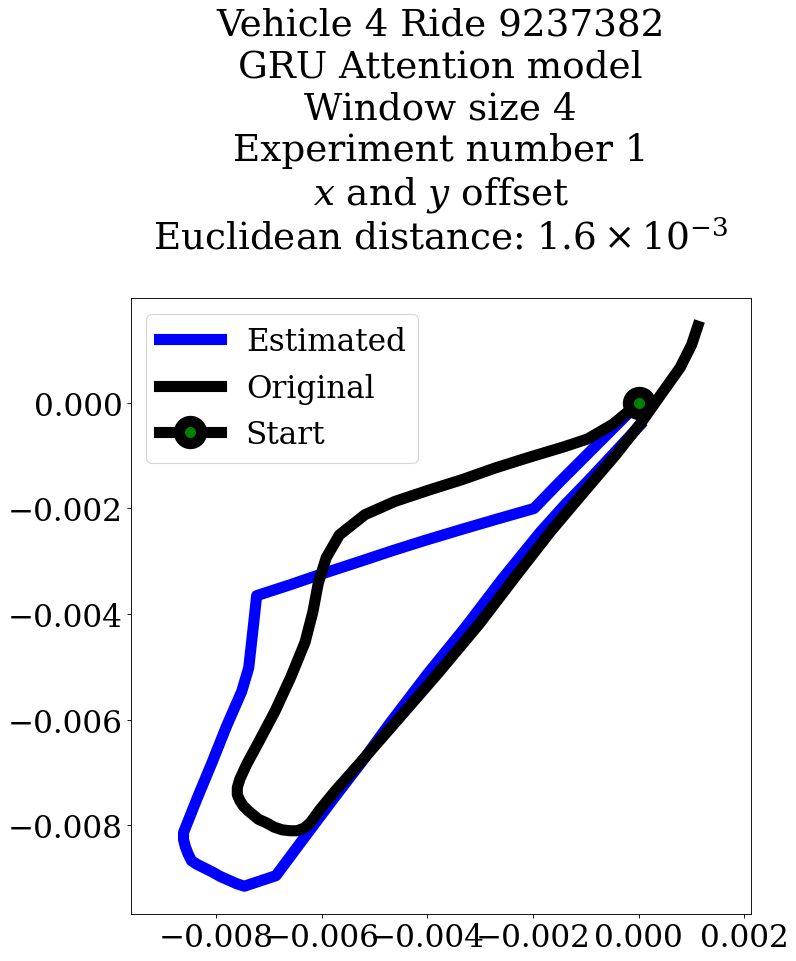 Vehicle 4 Ride 9237382
GRU Attention model
Window size 4
Experiment number 1
x and y offset
Euclidean distance: 1.6 × 10⁻³
Estimated
Original
Start
0.000
−0.002
−0.004
−0.006
−0.008
−0.008 −0.006 −0.004 −0.002 0.000 0.002